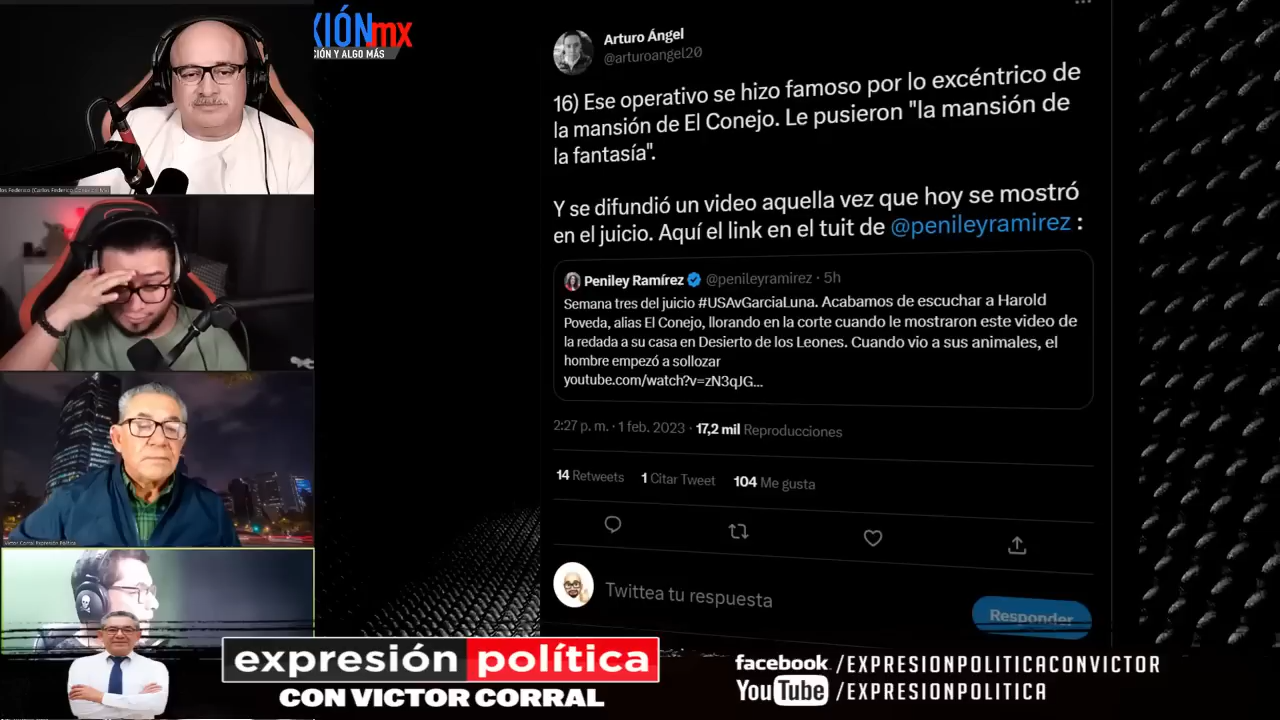 XIÓNmx
CIÓN Y ALGO MÁS
Arturo Ángel
@arturoangel20
16) Ese operativo se hizo famoso por lo excéntrico de
la mansión de El Conejo. Le pusieron "la mansión de
la fantasía".
Y se difundió un video aquella vez que hoy se mostró
en el juicio. Aquí el link en el tuit de @penileyramirez :
Peniley Ramírez @penileyramirez · 5h
Semana tres del juicio #USAvGarciaLuna. Acabamos de escuchar a Harold
Poveda, alias El Conejo, llorando en la corte cuando le mostraron este video de
la redada a su casa en Desierto de los Leones. Cuando vio a sus animales, el
hombre empezó a sollozar
youtube.com/watch?v=zN3qJG...
2:27 p. m. · 1 feb. 2023 · 17,2 mil Reproducciones
14 Retweets 1 Citar Tweet 104 Me gusta
Twittea tu respuesta
Responder
Victor Corral Expresión Política
expresión política
CON VICTOR CORRAL
facebook /EXPRESIONPOLITICACONVICTOR
YouTube /EXPRESIONPOLITICA